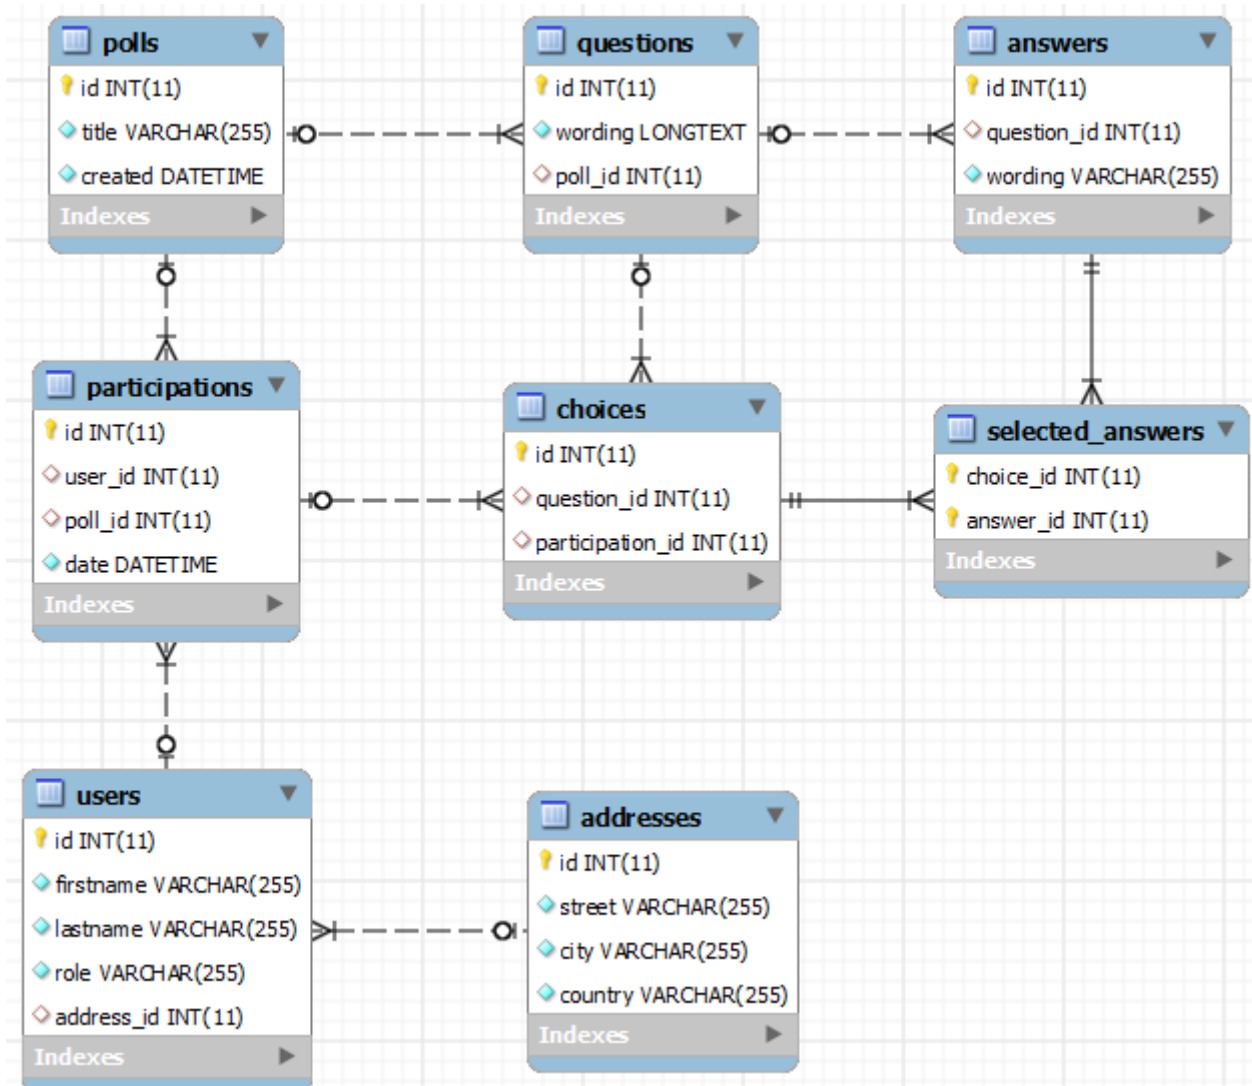 polls
id INT(11)
title VARCHAR(255)
created DATETIME
Indexes
questions
id INT(11)
wording LONGTEXT
poll_id INT(11)
Indexes
answers
id INT(11)
question_id INT(11)
wording VARCHAR(255)
Indexes
participations
id INT(11)
user_id INT(11)
poll_id INT(11)
date DATETIME
Indexes
choices
id INT(11)
question_id INT(11)
participation_id INT(11)
Indexes
selected_answers
choice_id INT(11)
answer_id INT(11)
Indexes
users
id INT(11)
firstname VARCHAR(255)
lastname VARCHAR(255)
role VARCHAR(255)
address_id INT(11)
Indexes
addresses
id INT(11)
street VARCHAR(255)
city VARCHAR(255)
country VARCHAR(255)
Indexes